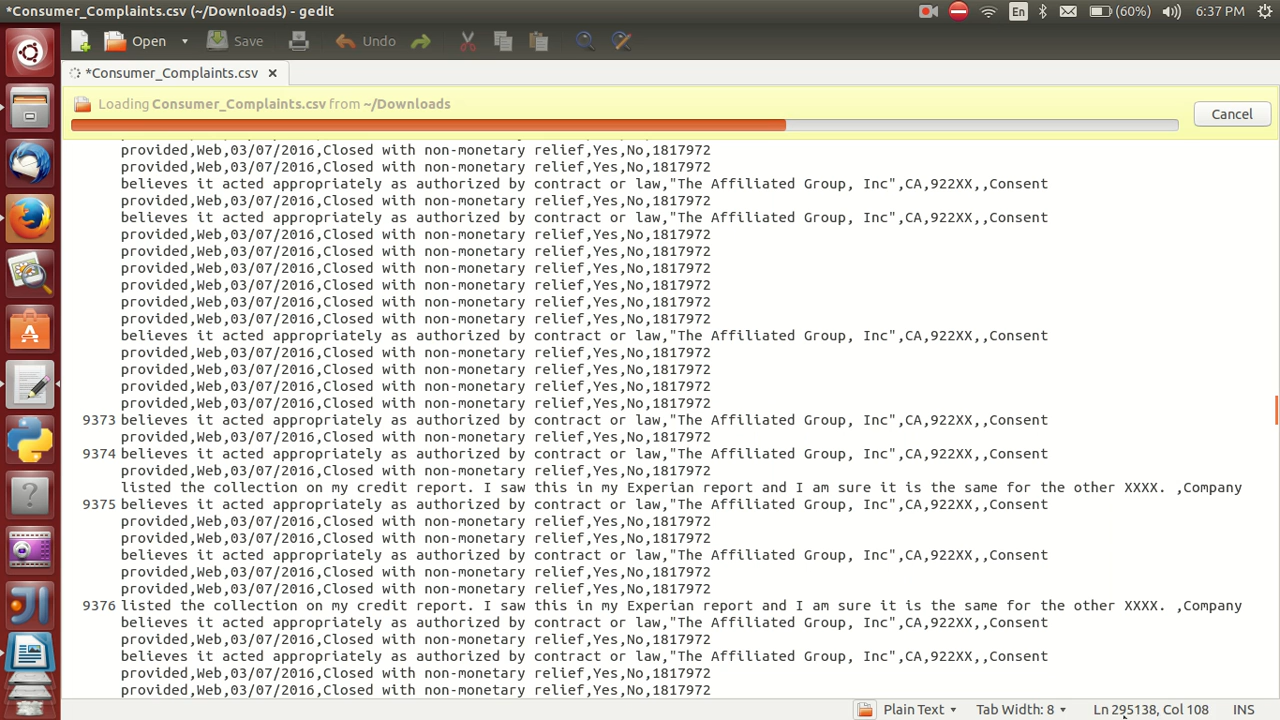 *Consumer_Complaints.csv (~/Downloads) - gedit
En
(60%)
6:37 PM
Open
Save
Undo
*Consumer_Complaints.csv
Loading Consumer_Complaints.csv from ~/Downloads
Cancel
provided,Web,03/07/2016,Closed with non-monetary relief,Yes,No,1817972
provided,Web,03/07/2016,Closed with non-monetary relief,Yes,No,1817972
believes it acted appropriately as authorized by contract or law,"The Affiliated Group, Inc",CA,922XX,,Consent
provided,Web,03/07/2016,Closed with non-monetary relief,Yes,No,1817972
believes it acted appropriately as authorized by contract or law,"The Affiliated Group, Inc",CA,922XX,,Consent
provided,Web,03/07/2016,Closed with non-monetary relief,Yes,No,1817972
provided,Web,03/07/2016,Closed with non-monetary relief,Yes,No,1817972
provided,Web,03/07/2016,Closed with non-monetary relief,Yes,No,1817972
provided,Web,03/07/2016,Closed with non-monetary relief,Yes,No,1817972
provided,Web,03/07/2016,Closed with non-monetary relief,Yes,No,1817972
provided,Web,03/07/2016,Closed with non-monetary relief,Yes,No,1817972
believes it acted appropriately as authorized by contract or law,"The Affiliated Group, Inc",CA,922XX,,Consent
provided,Web,03/07/2016,Closed with non-monetary relief,Yes,No,1817972
provided,Web,03/07/2016,Closed with non-monetary relief,Yes,No,1817972
provided,Web,03/07/2016,Closed with non-monetary relief,Yes,No,1817972
provided,Web,03/07/2016,Closed with non-monetary relief,Yes,No,1817972
9373 believes it acted appropriately as authorized by contract or law,"The Affiliated Group, Inc",CA,922XX,,Consent
provided,Web,03/07/2016,Closed with non-monetary relief,Yes,No,1817972
9374 believes it acted appropriately as authorized by contract or law,"The Affiliated Group, Inc",CA,922XX,,Consent
provided,Web,03/07/2016,Closed with non-monetary relief,Yes,No,1817972
listed the collection on my credit report. I saw this in my Experian report and I am sure it is the same for the other XXXX. ,Company
9375 believes it acted appropriately as authorized by contract or law,"The Affiliated Group, Inc",CA,922XX,,Consent
provided,Web,03/07/2016,Closed with non-monetary relief,Yes,No,1817972
provided,Web,03/07/2016,Closed with non-monetary relief,Yes,No,1817972
believes it acted appropriately as authorized by contract or law,"The Affiliated Group, Inc",CA,922XX,,Consent
provided,Web,03/07/2016,Closed with non-monetary relief,Yes,No,1817972
provided,Web,03/07/2016,Closed with non-monetary relief,Yes,No,1817972
9376 listed the collection on my credit report. I saw this in my Experian report and I am sure it is the same for the other XXXX. ,Company
believes it acted appropriately as authorized by contract or law,"The Affiliated Group, Inc",CA,922XX,,Consent
provided,Web,03/07/2016,Closed with non-monetary relief,Yes,No,1817972
believes it acted appropriately as authorized by contract or law,"The Affiliated Group, Inc",CA,922XX,,Consent
provided,Web,03/07/2016,Closed with non-monetary relief,Yes,No,1817972
provided,Web,03/07/2016,Closed with non-monetary relief,Yes,No,1817972
Plain Text
Tab Width: 8
Ln 295138, Col 108
INS